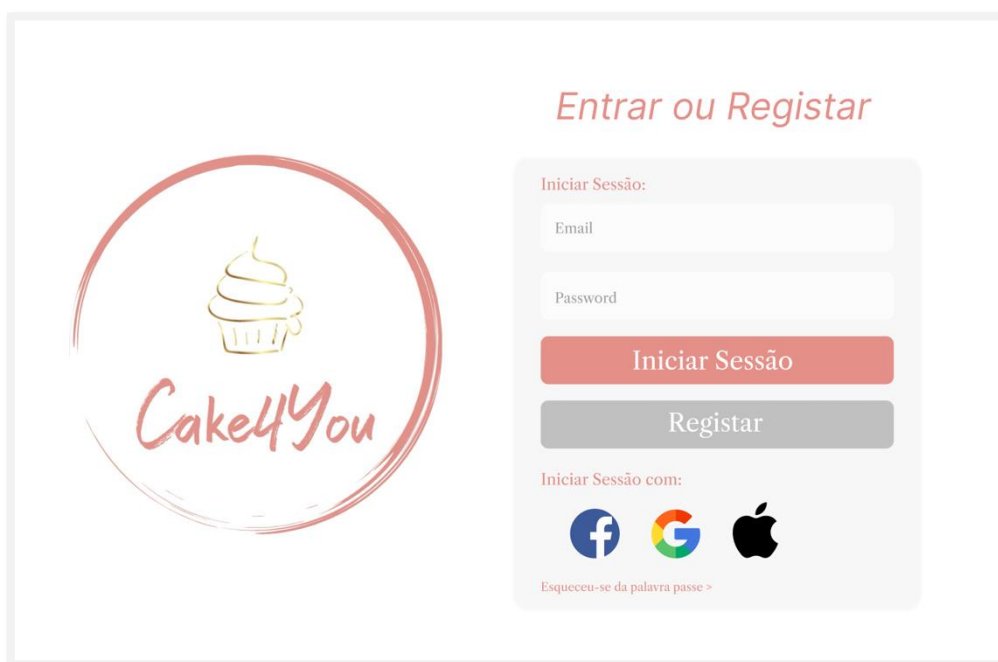 Entrar ou Registar
Cake4You
Iniciar Sessão:
Email
Password
Iniciar Sessão
Registar
Iniciar Sessão com:
Esqueceu-se da palavra passe >